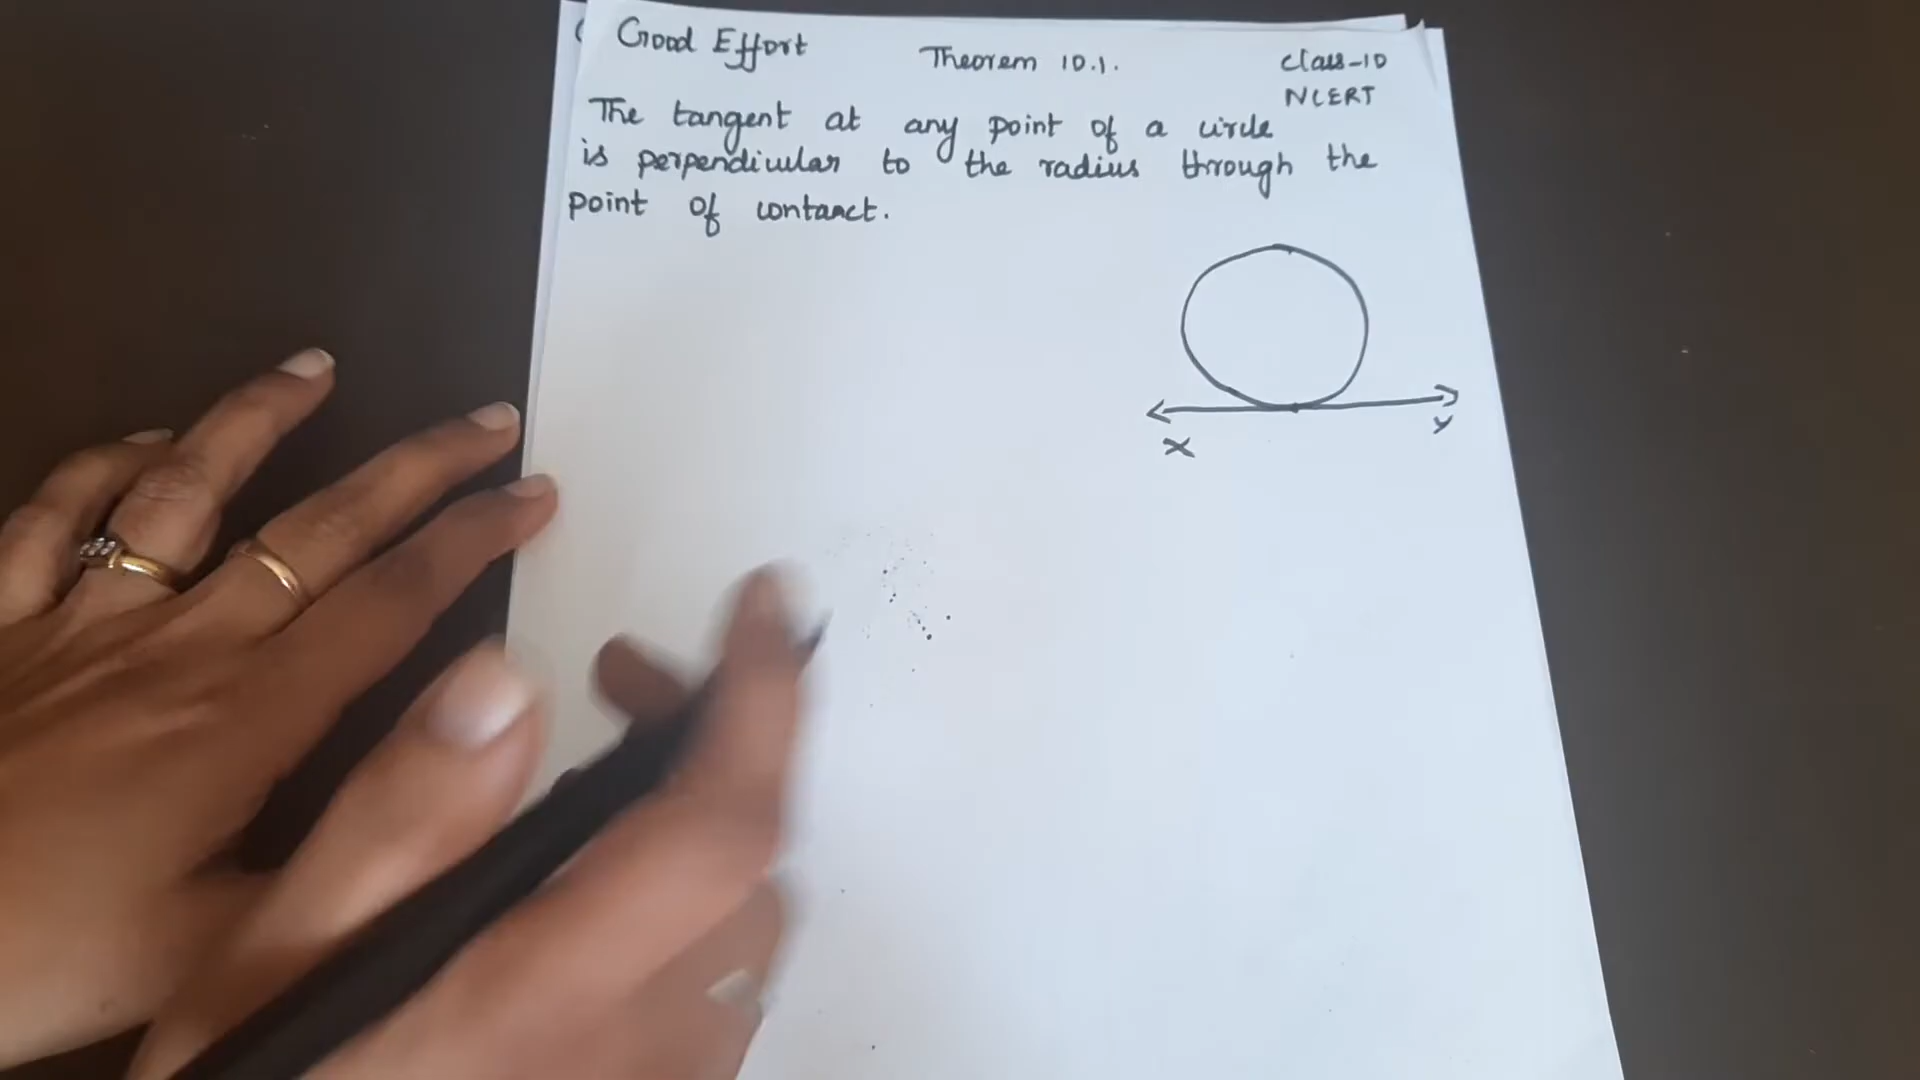 Good Effort
Theorem 10.1.
Class-10
NCERT
The tangent at any point of a circle
is perpendicular to the radius through the
point of contanct.
x
y